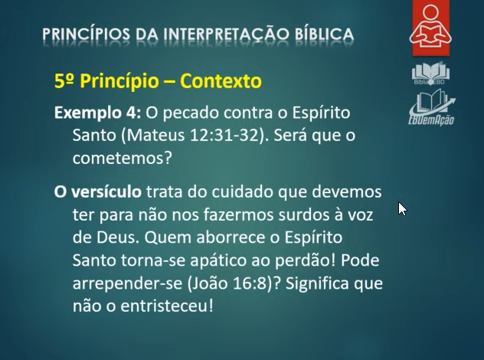 PRINCÍPIOS DA INTERPRETAÇÃO BÍBLICA
5º Princípio – Contexto
Exemplo 4: O pecado contra o Espírito
Santo (Mateus 12:31-32). Será que o
cometemos?
O versículo trata do cuidado que devemos
ter para não nos fazermos surdos à voz
de Deus. Quem aborrece o Espírito
Santo torna-se apático ao perdão! Pode
arrepender-se (João 16:8)? Significa que
não o entristeceu!
EBDemAção